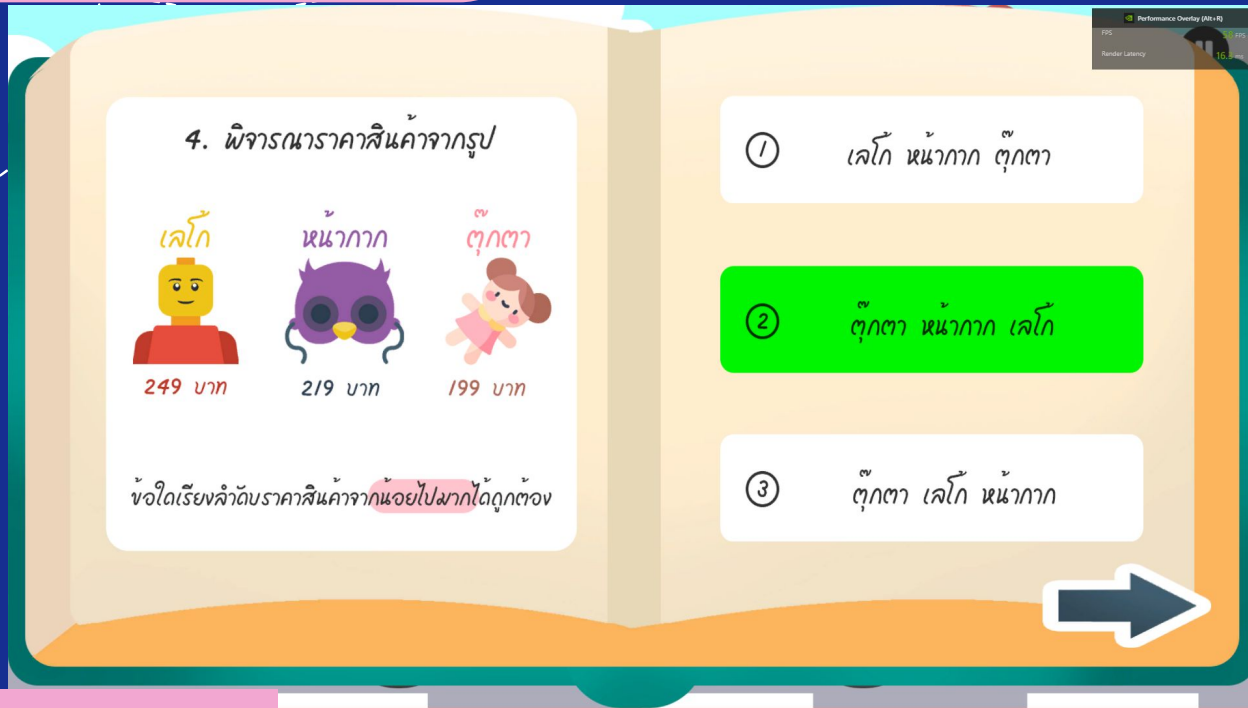 Performance Overlay (Alt+R)
FPS
56 FPS
Render Latency
ms
4. พิจารณาราคาสินค้าจากรูป
เลโก้ หน้ากาก ตุ๊กตา
249 บาท 219 บาท 199 บาท
ข้อใดเรียงลำดับราคาสินค้าจากน้อยไปมากได้ถูกต้อง
1 เลโก้ หน้ากาก ตุ๊กตา
2 ตุ๊กตา หน้ากาก เลโก้
3 ตุ๊กตา เลโก้ หน้ากาก